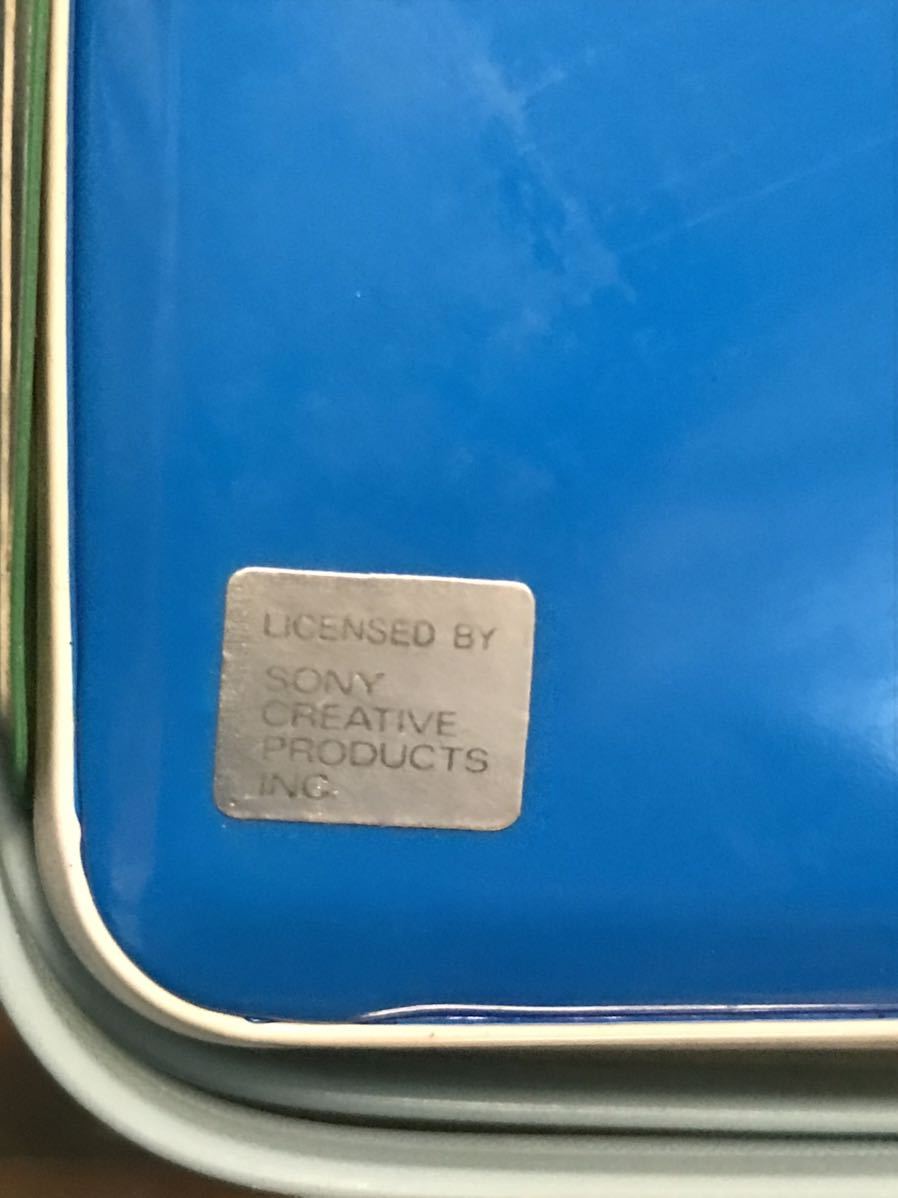 LICENSED BY
SONY
CREATIVE
PRODUCTS
INC.